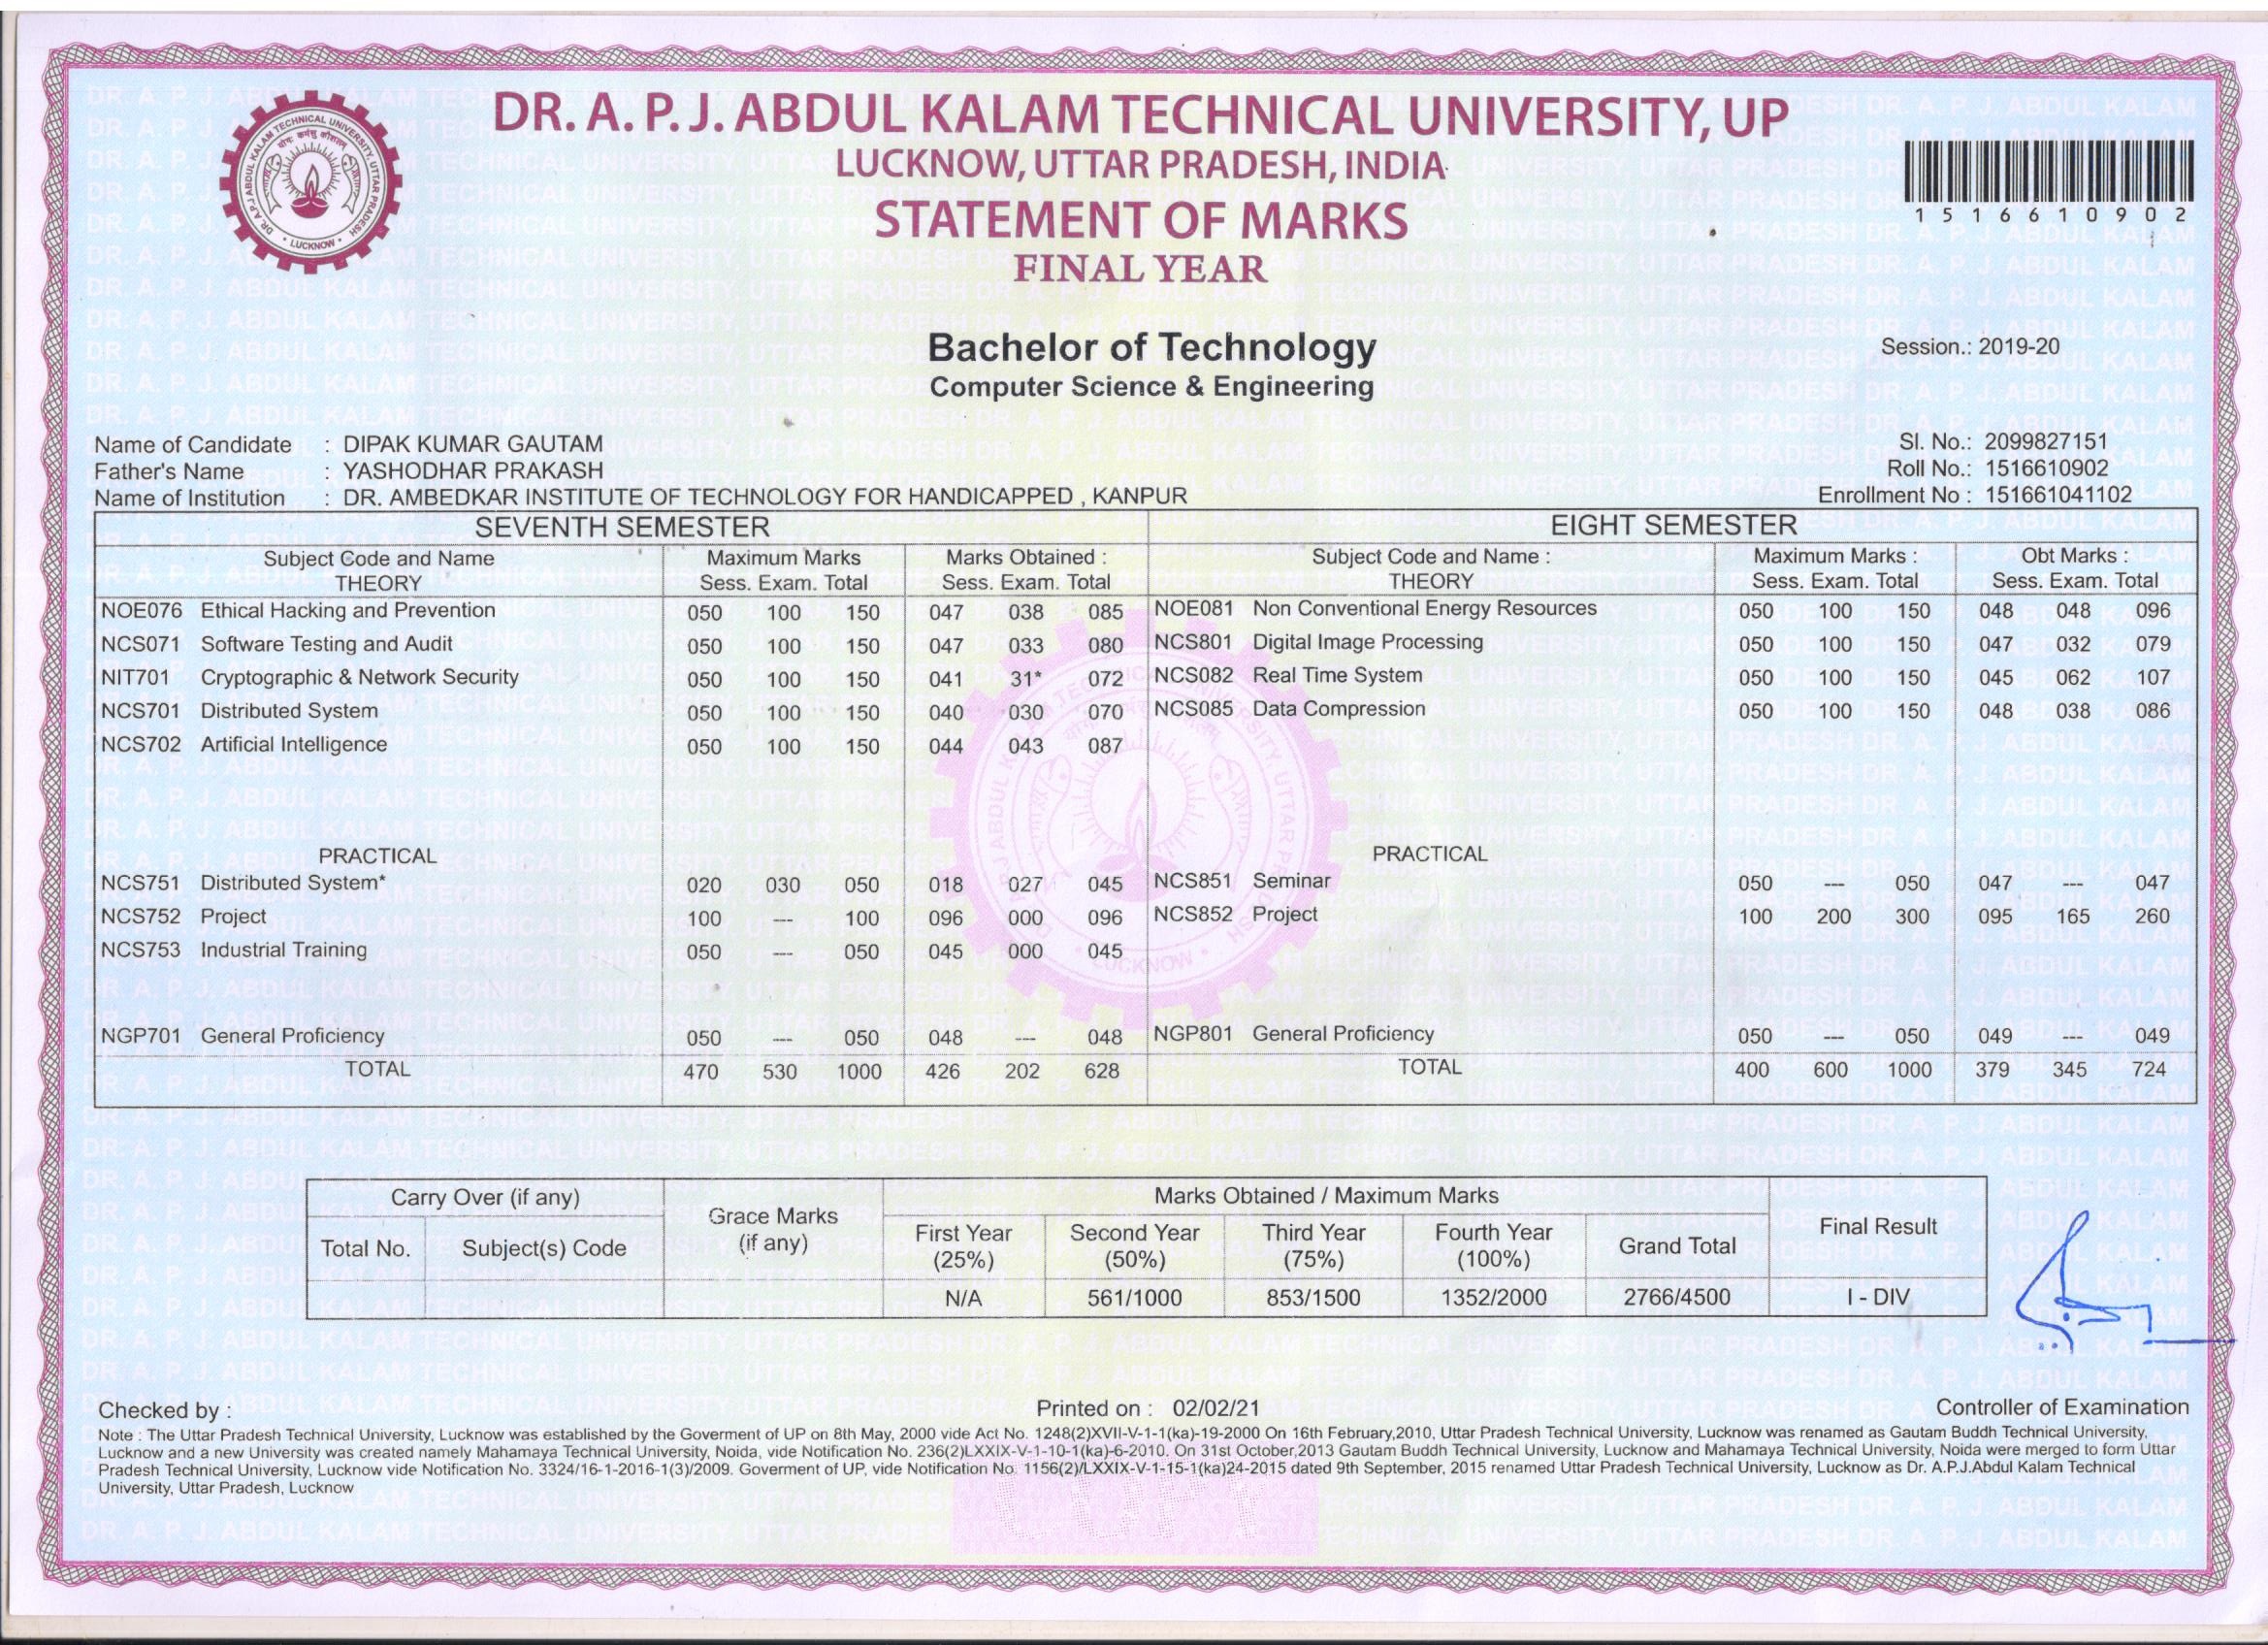 DR. A. P. J. ABDUL KALAM TECHNICAL UNIVERSITY, UP
LUCKNOW, UTTAR PRADESH, INDIA
STATEMENT OF MARKS
FINAL YEAR
1516610902
DR. A.P.J ABDUL KALAM TECHNICAL UNIVERSITY, UTTAR PRADESH
• LUCKNOW •
Bachelor of Technology
Computer Science & Engineering
Session.: 2019-20
Name of Candidate : DIPAK KUMAR GAUTAM
Sl. No.: 2099827151
Father's Name : YASHODHAR PRAKASH
Roll No.: 1516610902
Name of Institution : DR. AMBEDKAR INSTITUTE OF TECHNOLOGY FOR HANDICAPPED , KANPUR
Enrollment No : 151661041102
SEVENTH SEMESTER EIGHT SEMESTER
Subject Code and Name Maximum Marks Marks Obtained : Subject Code and Name : Maximum Marks : Obt Marks :
THEORY Sess. Exam. Total Sess. Exam. Total THEORY Sess. Exam. Total Sess. Exam. Total
NOE076 Ethical Hacking and Prevention 050 100 150 047 038 085 NOE081 Non Conventional Energy Resources 050 100 150 048 048 096
NCS071 Software Testing and Audit 050 100 150 047 033 080 NCS801 Digital Image Processing 050 100 150 047 032 079
NIT701 Cryptographic & Network Security 050 100 150 041 31* 072 NCS082 Real Time System 050 100 150 045 062 107
NCS701 Distributed System 050 100 150 040 030 070 NCS085 Data Compression 050 100 150 048 038 086
NCS702 Artificial Intelligence 050 100 150 044 043 087
PRACTICAL PRACTICAL
NCS751 Distributed System* 020 030 050 018 027 045 NCS851 Seminar 050 --- 050 047 --- 047
NCS752 Project 100 --- 100 096 000 096 NCS852 Project 100 200 300 095 165 260
NCS753 Industrial Training 050 --- 050 045 000 045
NGP701 General Proficiency 050 --- 050 048 --- 048 NGP801 General Proficiency 050 --- 050 049 --- 049
TOTAL 470 530 1000 426 202 628 TOTAL 400 600 1000 379 345 724
Carry Over (if any) Grace Marks (if any) Marks Obtained / Maximum Marks Final Result
Total No. Subject(s) Code First Year (25%) Second Year (50%) Third Year (75%) Fourth Year (100%) Grand Total
N/A 561/1000 853/1500 1352/2000 2766/4500 I - DIV
Checked by : Printed on : 02/02/21 Controller of Examination
Note : The Uttar Pradesh Technical University, Lucknow was established by the Goverment of UP on 8th May, 2000 vide Act No. 1248(2)XVII-V-1-1(ka)-19-2000 On 16th February,2010, Uttar Pradesh Technical University, Lucknow was renamed as Gautam Buddh Technical University,
Lucknow and a new University was created namely Mahamaya Technical University, Noida, vide Notification No. 236(2)LXXIX-V-1-10-1(ka)-6-2010. On 31st October,2013 Gautam Buddh Technical University, Lucknow and Mahamaya Technical University, Noida were merged to form Uttar
Pradesh Technical University, Lucknow vide Notification No. 3324/16-1-2016-1(3)/2009. Goverment of UP, vide Notification No. 1156(2)/LXXIX-V-1-15-1(ka)24-2015 dated 9th September, 2015 renamed Uttar Pradesh Technical University, Lucknow as Dr. A.P.J.Abdul Kalam Technical
University, Uttar Pradesh, Lucknow
COPY